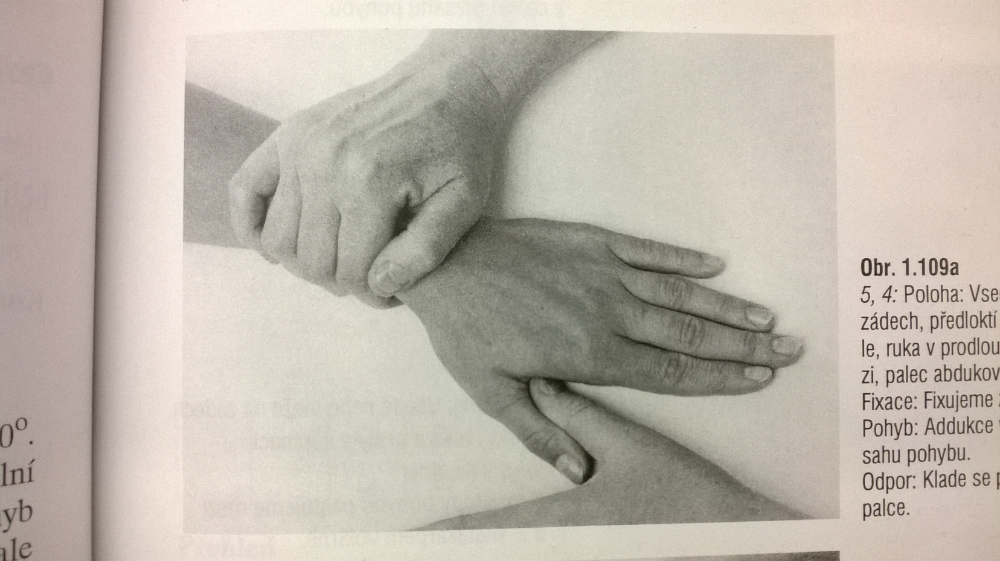 0°.
lní
yb
ale
Obr. 1.109a
5, 4: Poloha: Vse
zádech, předloktí
le, ruka v prodlou
zi, palec abdukov
Fixace: Fixujeme z
Pohyb: Addukce v
sahu pohybu.
Odpor: Klade se p
palce.